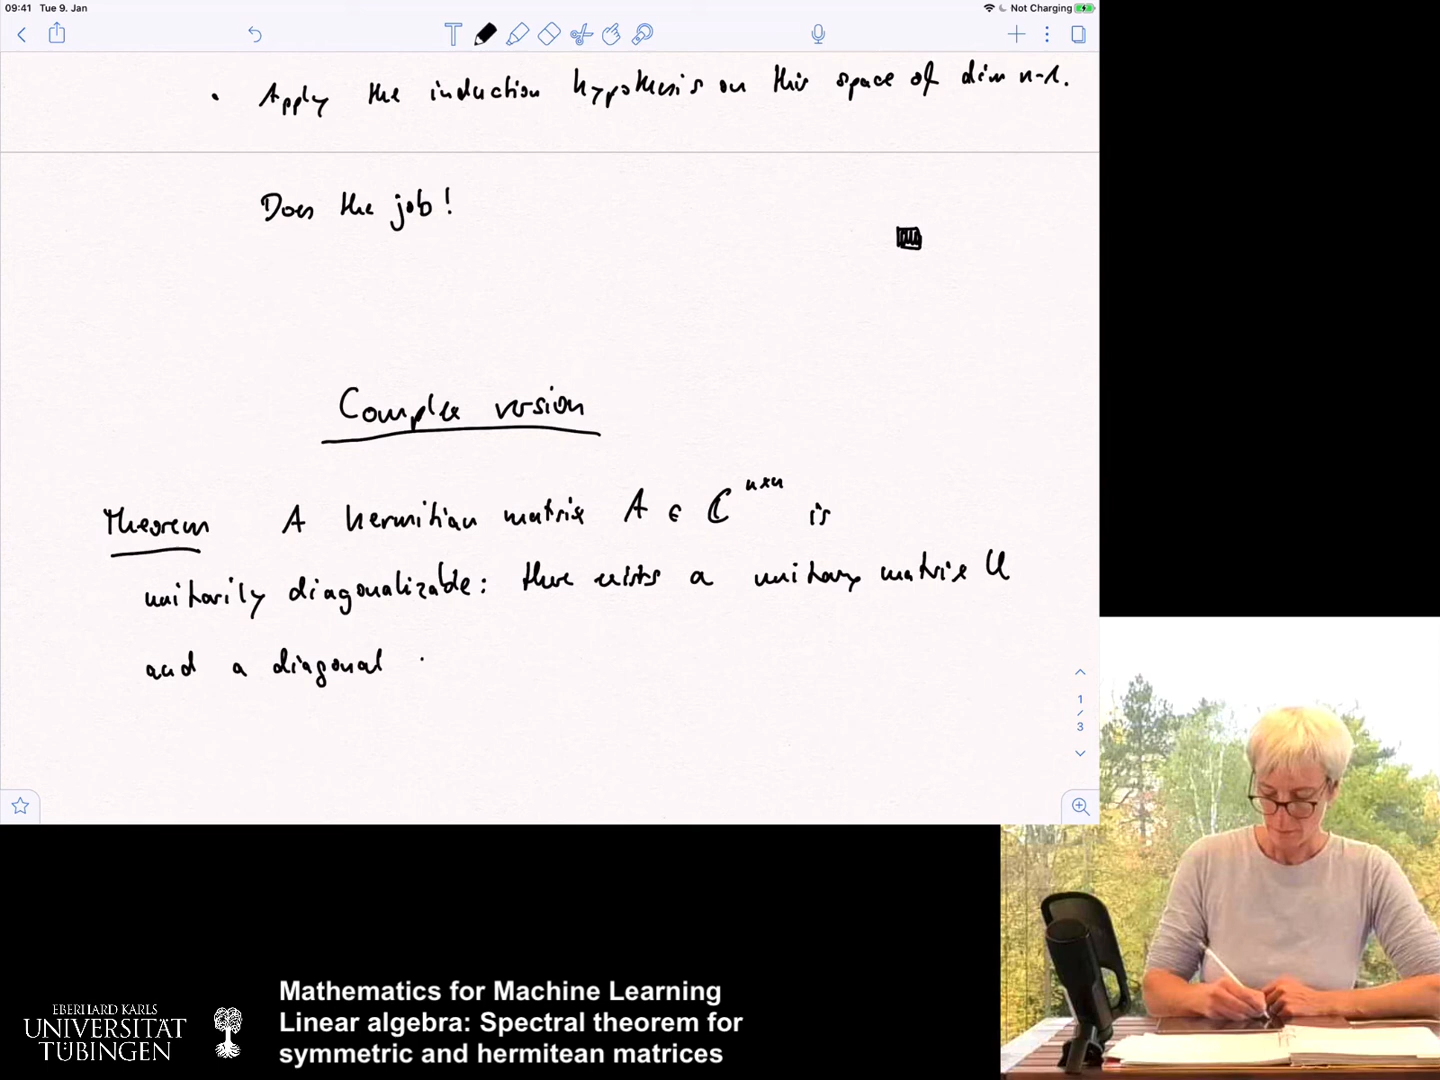 09:41 Tue 9. Jan
Not Charging
• Apply the induction hypothesis on this space of dim n-1.
Does the job!
Complex version
Theorem A hermitian matrix A ∈ ℂⁿˣⁿ is
unitarily diagonalizable: there exists a unitary matrix U
and a diagonal
1
/
3
EBERHARD KARLS
UNIVERSITÄT
TÜBINGEN
Mathematics for Machine Learning
Linear algebra: Spectral theorem for
symmetric and hermitean matrices